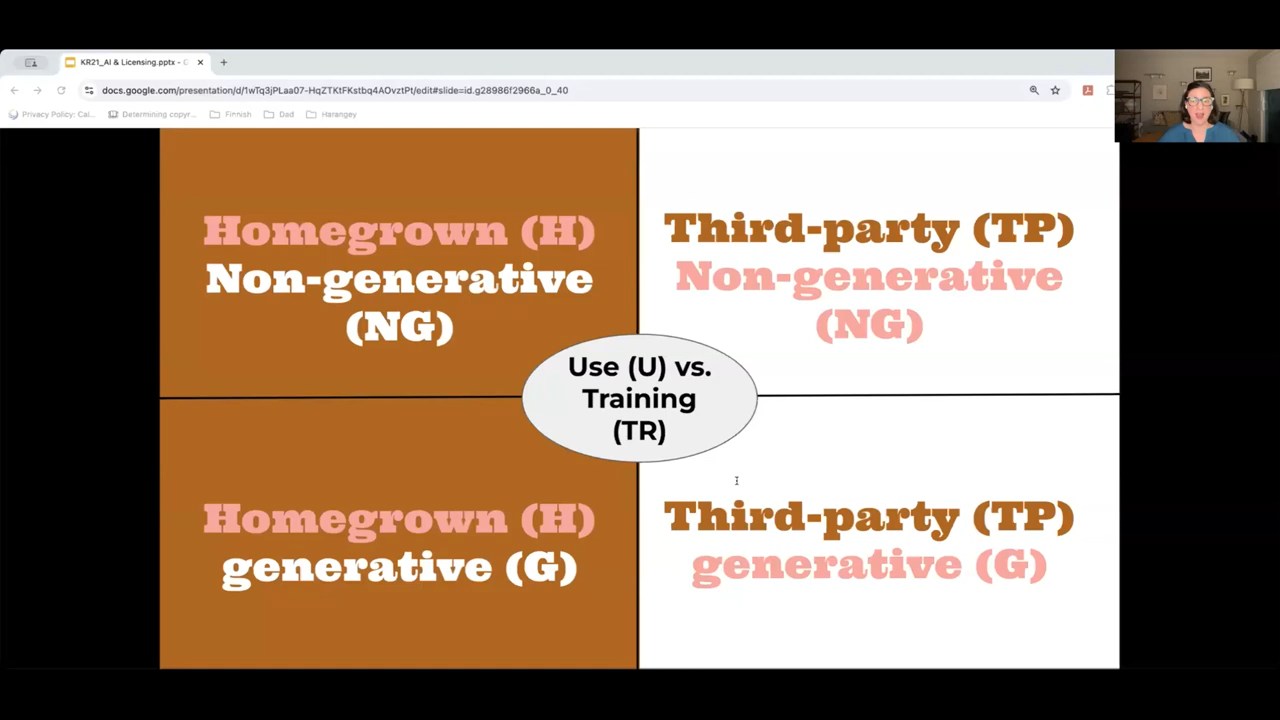 KR21_AI & Licensing.pptx - G
docs.google.com/presentation/d/1wTq3jPLaa07-HqZTKtFKstbq4AOvztPt/edit#slide=id.g28986f2966a_0_40
Privacy Policy: Cal...
Determining copyr...
Finnish
Dad
Harangey
Homegrown (H)
Non-generative
(NG)
Third-party (TP)
Non-generative
(NG)
Use (U) vs.
Training
(TR)
Homegrown (H)
generative (G)
Third-party (TP)
generative (G)